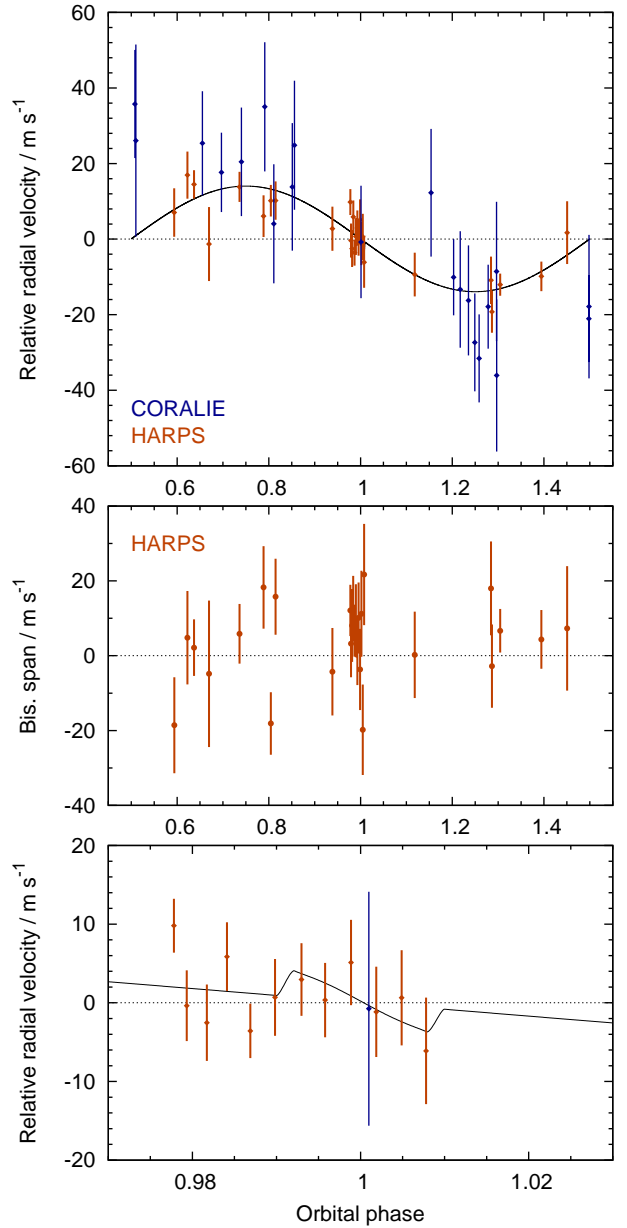 60
40
20
0
-20
-40
-60
Relative radial velocity / m s⁻¹
CORALIE
HARPS
0.6 0.8 1 1.2 1.4
40
20
0
-20
-40
Bis. span / m s⁻¹
HARPS
0.6 0.8 1 1.2 1.4
20
10
0
-10
-20
Relative radial velocity / m s⁻¹
0.98 1 1.02
Orbital phase